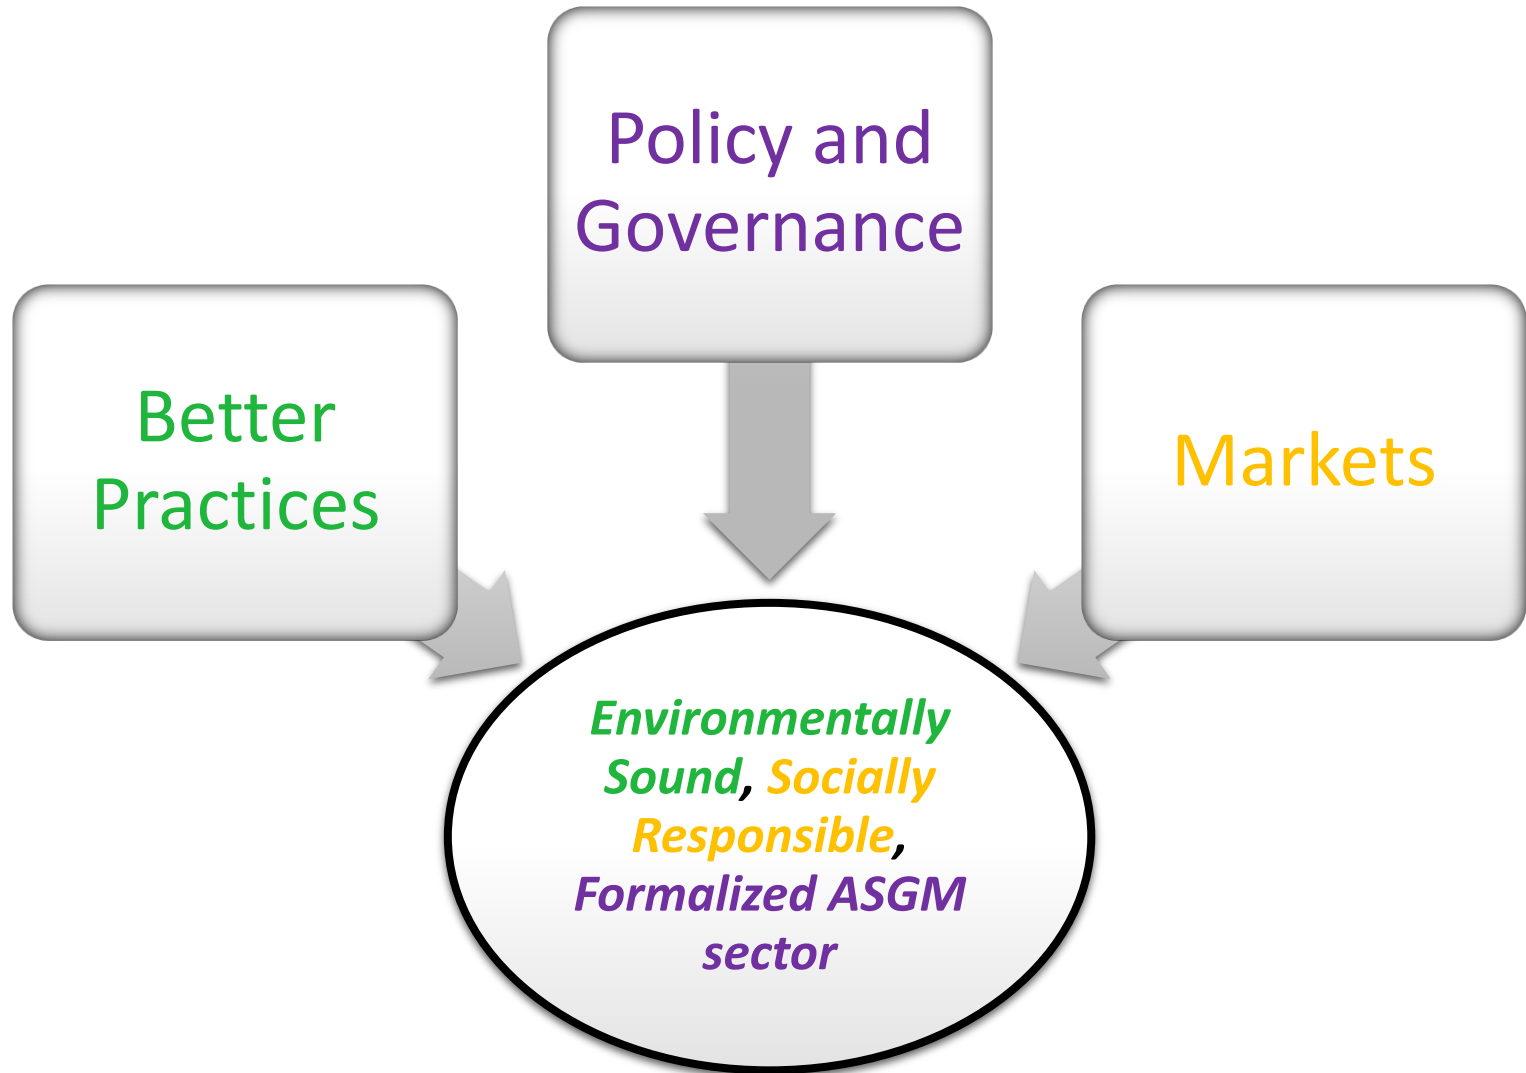 Policy and
Governance
Better
Practices
Markets
Environmentally
Sound, Socially
Responsible,
Formalized ASGM
sector